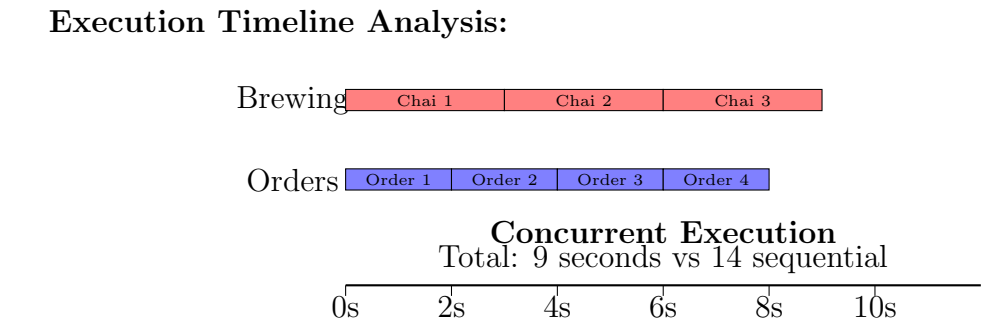 Execution Timeline Analysis:
Brewing Chai 1 Chai 2 Chai 3
Orders Order 1 Order 2 Order 3 Order 4
Concurrent Execution
Total: 9 seconds vs 14 sequential
0s 2s 4s 6s 8s 10s